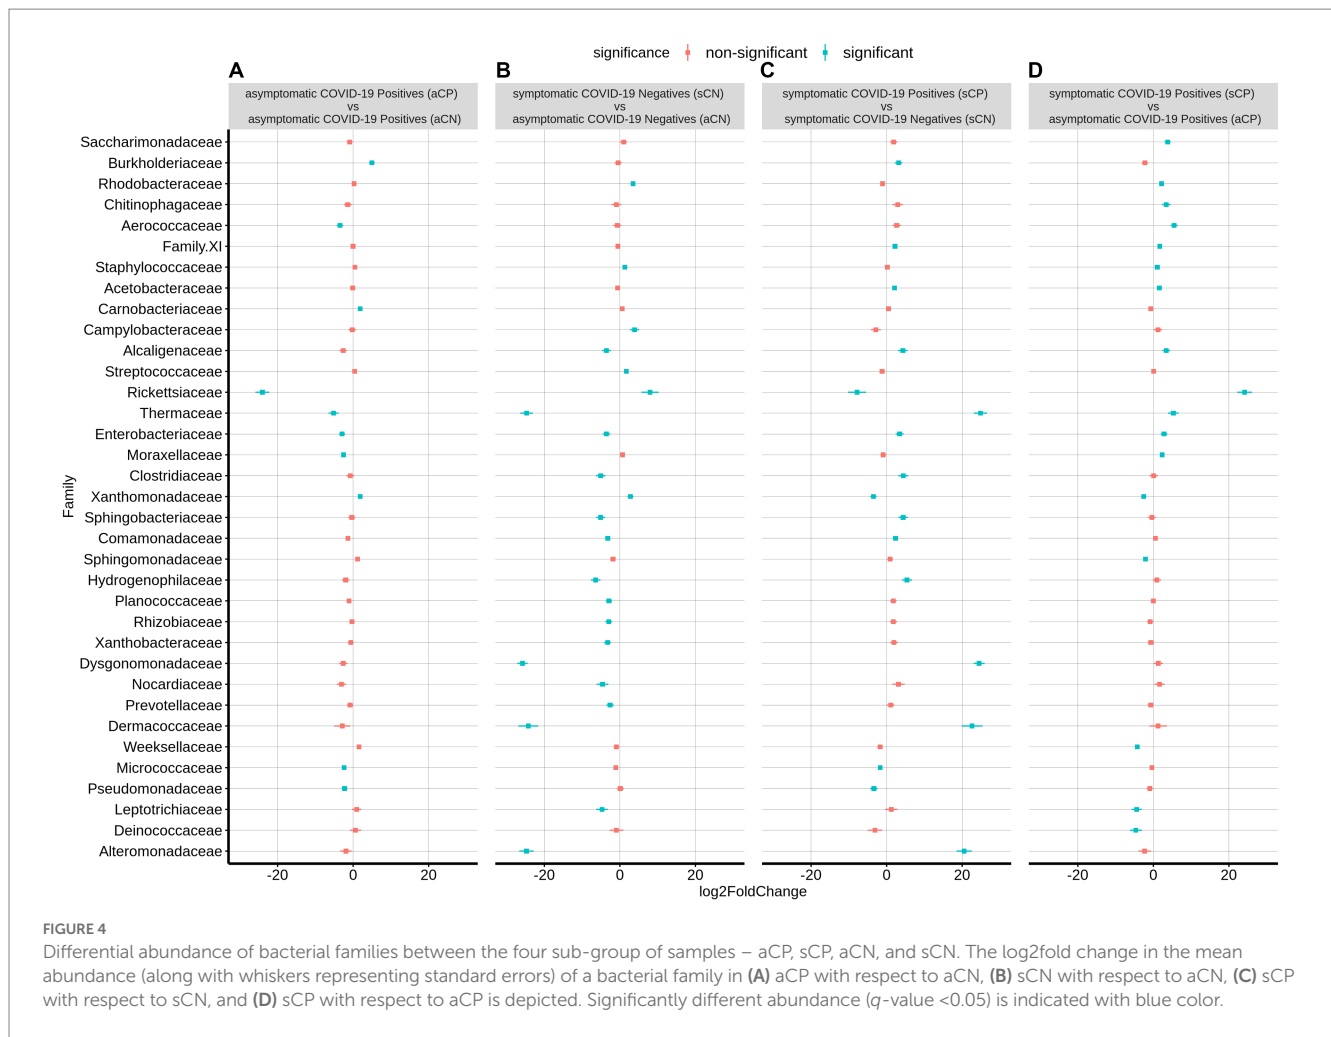 significance non-significant significant
A B C D
asymptomatic COVID-19 Positives (aCP)
vs
asymptomatic COVID-19 Positives (aCN)
symptomatic COVID-19 Negatives (sCN)
vs
asymptomatic COVID-19 Negatives (aCN)
symptomatic COVID-19 Positives (sCP)
vs
symptomatic COVID-19 Negatives (sCN)
symptomatic COVID-19 Positives (sCP)
vs
asymptomatic COVID-19 Positives (aCP)
Family
Saccharimonadaceae
Burkholderiaceae
Rhodobacteraceae
Chitinophagaceae
Aerococcaceae
Family.XI
Staphylococcaceae
Acetobacteraceae
Carnobacteriaceae
Campylobacteraceae
Alcaligenaceae
Streptococcaceae
Rickettsiaceae
Thermaceae
Enterobacteriaceae
Moraxellaceae
Clostridiaceae
Xanthomonadaceae
Sphingobacteriaceae
Comamonadaceae
Sphingomonadaceae
Hydrogenophilaceae
Planococcaceae
Rhizobiaceae
Xanthobacteraceae
Dysgonomonadaceae
Nocardiaceae
Prevotellaceae
Dermacoccaceae
Weeksellaceae
Micrococcaceae
Pseudomonadaceae
Leptotrichiaceae
Deinococcaceae
Alteromonadaceae
-20 0 20 -20 0 20 -20 0 20 -20 0 20
log2FoldChange
FIGURE 4
Differential abundance of bacterial families between the four sub-group of samples – aCP, sCP, aCN, and sCN. The log2fold change in the mean
abundance (along with whiskers representing standard errors) of a bacterial family in (A) aCP with respect to aCN, (B) sCN with respect to aCN, (C) sCP
with respect to sCN, and (D) sCP with respect to aCP is depicted. Significantly different abundance (q-value <0.05) is indicated with blue color.